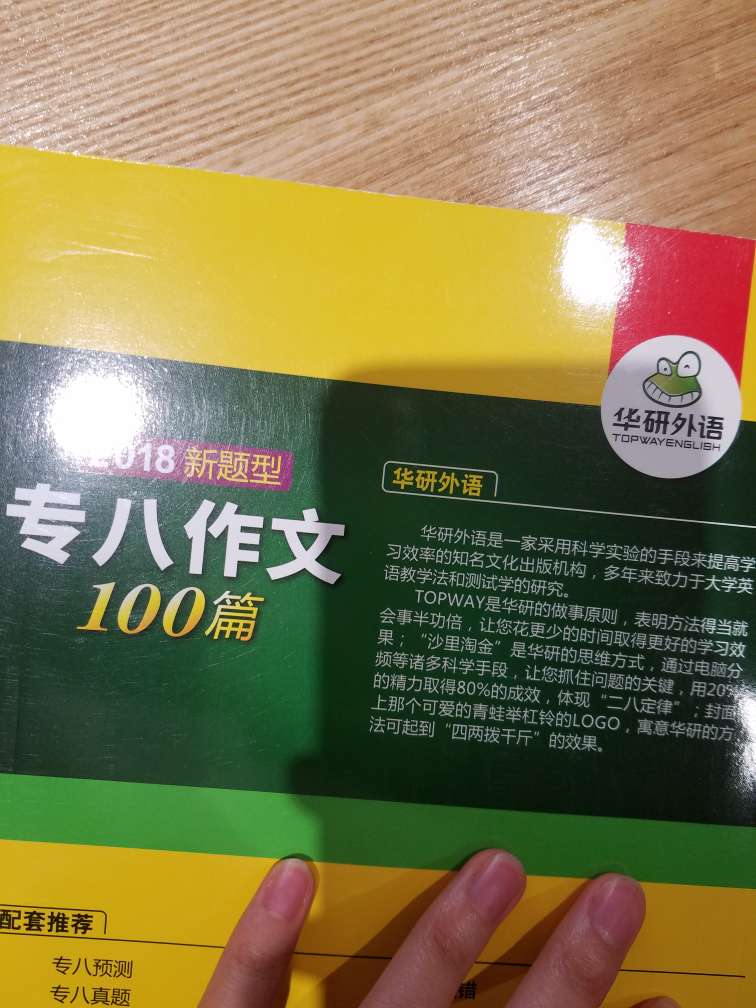 华研外语
TOPWAYENGLISH
2018 新题型
专八作文
100篇
华研外语
华研外语是一家采用科学实验的手段来提高学
习效率的知名文化出版机构，多年来致力于大学英
语教学法和测试学的研究。
TOPWAY是华研的做事原则，表明方法得当就
会事半功倍，让您花更少的时间取得更好的学习效
果；“沙里淘金”是华研的思维方式，通过电脑分
频等诸多科学手段，让您抓住问题的关键，用20%
的精力取得80%的成效，体现“二八定律”；封面
上那个可爱的青蛙举杠铃的LOGO，寓意华研的方
法可起到“四两拨千斤”的效果。
配套推荐
专八预测
专八真题
错